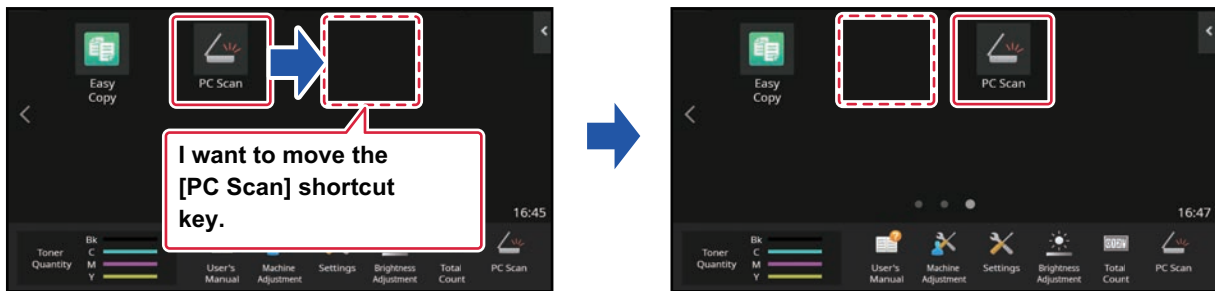 Easy
Copy
PC Scan
I want to move the
[PC Scan] shortcut
key.
16:45
Toner
Quantity
Bk
C
M
Y
User's
Manual
Machine
Adjustment
Settings
Brightness
Adjustment
Total
Count
PC Scan
Easy
Copy
PC Scan
16:47
Toner
Quantity
Bk
C
M
Y
User's
Manual
Machine
Adjustment
Settings
Brightness
Adjustment
Total
Count
PC Scan